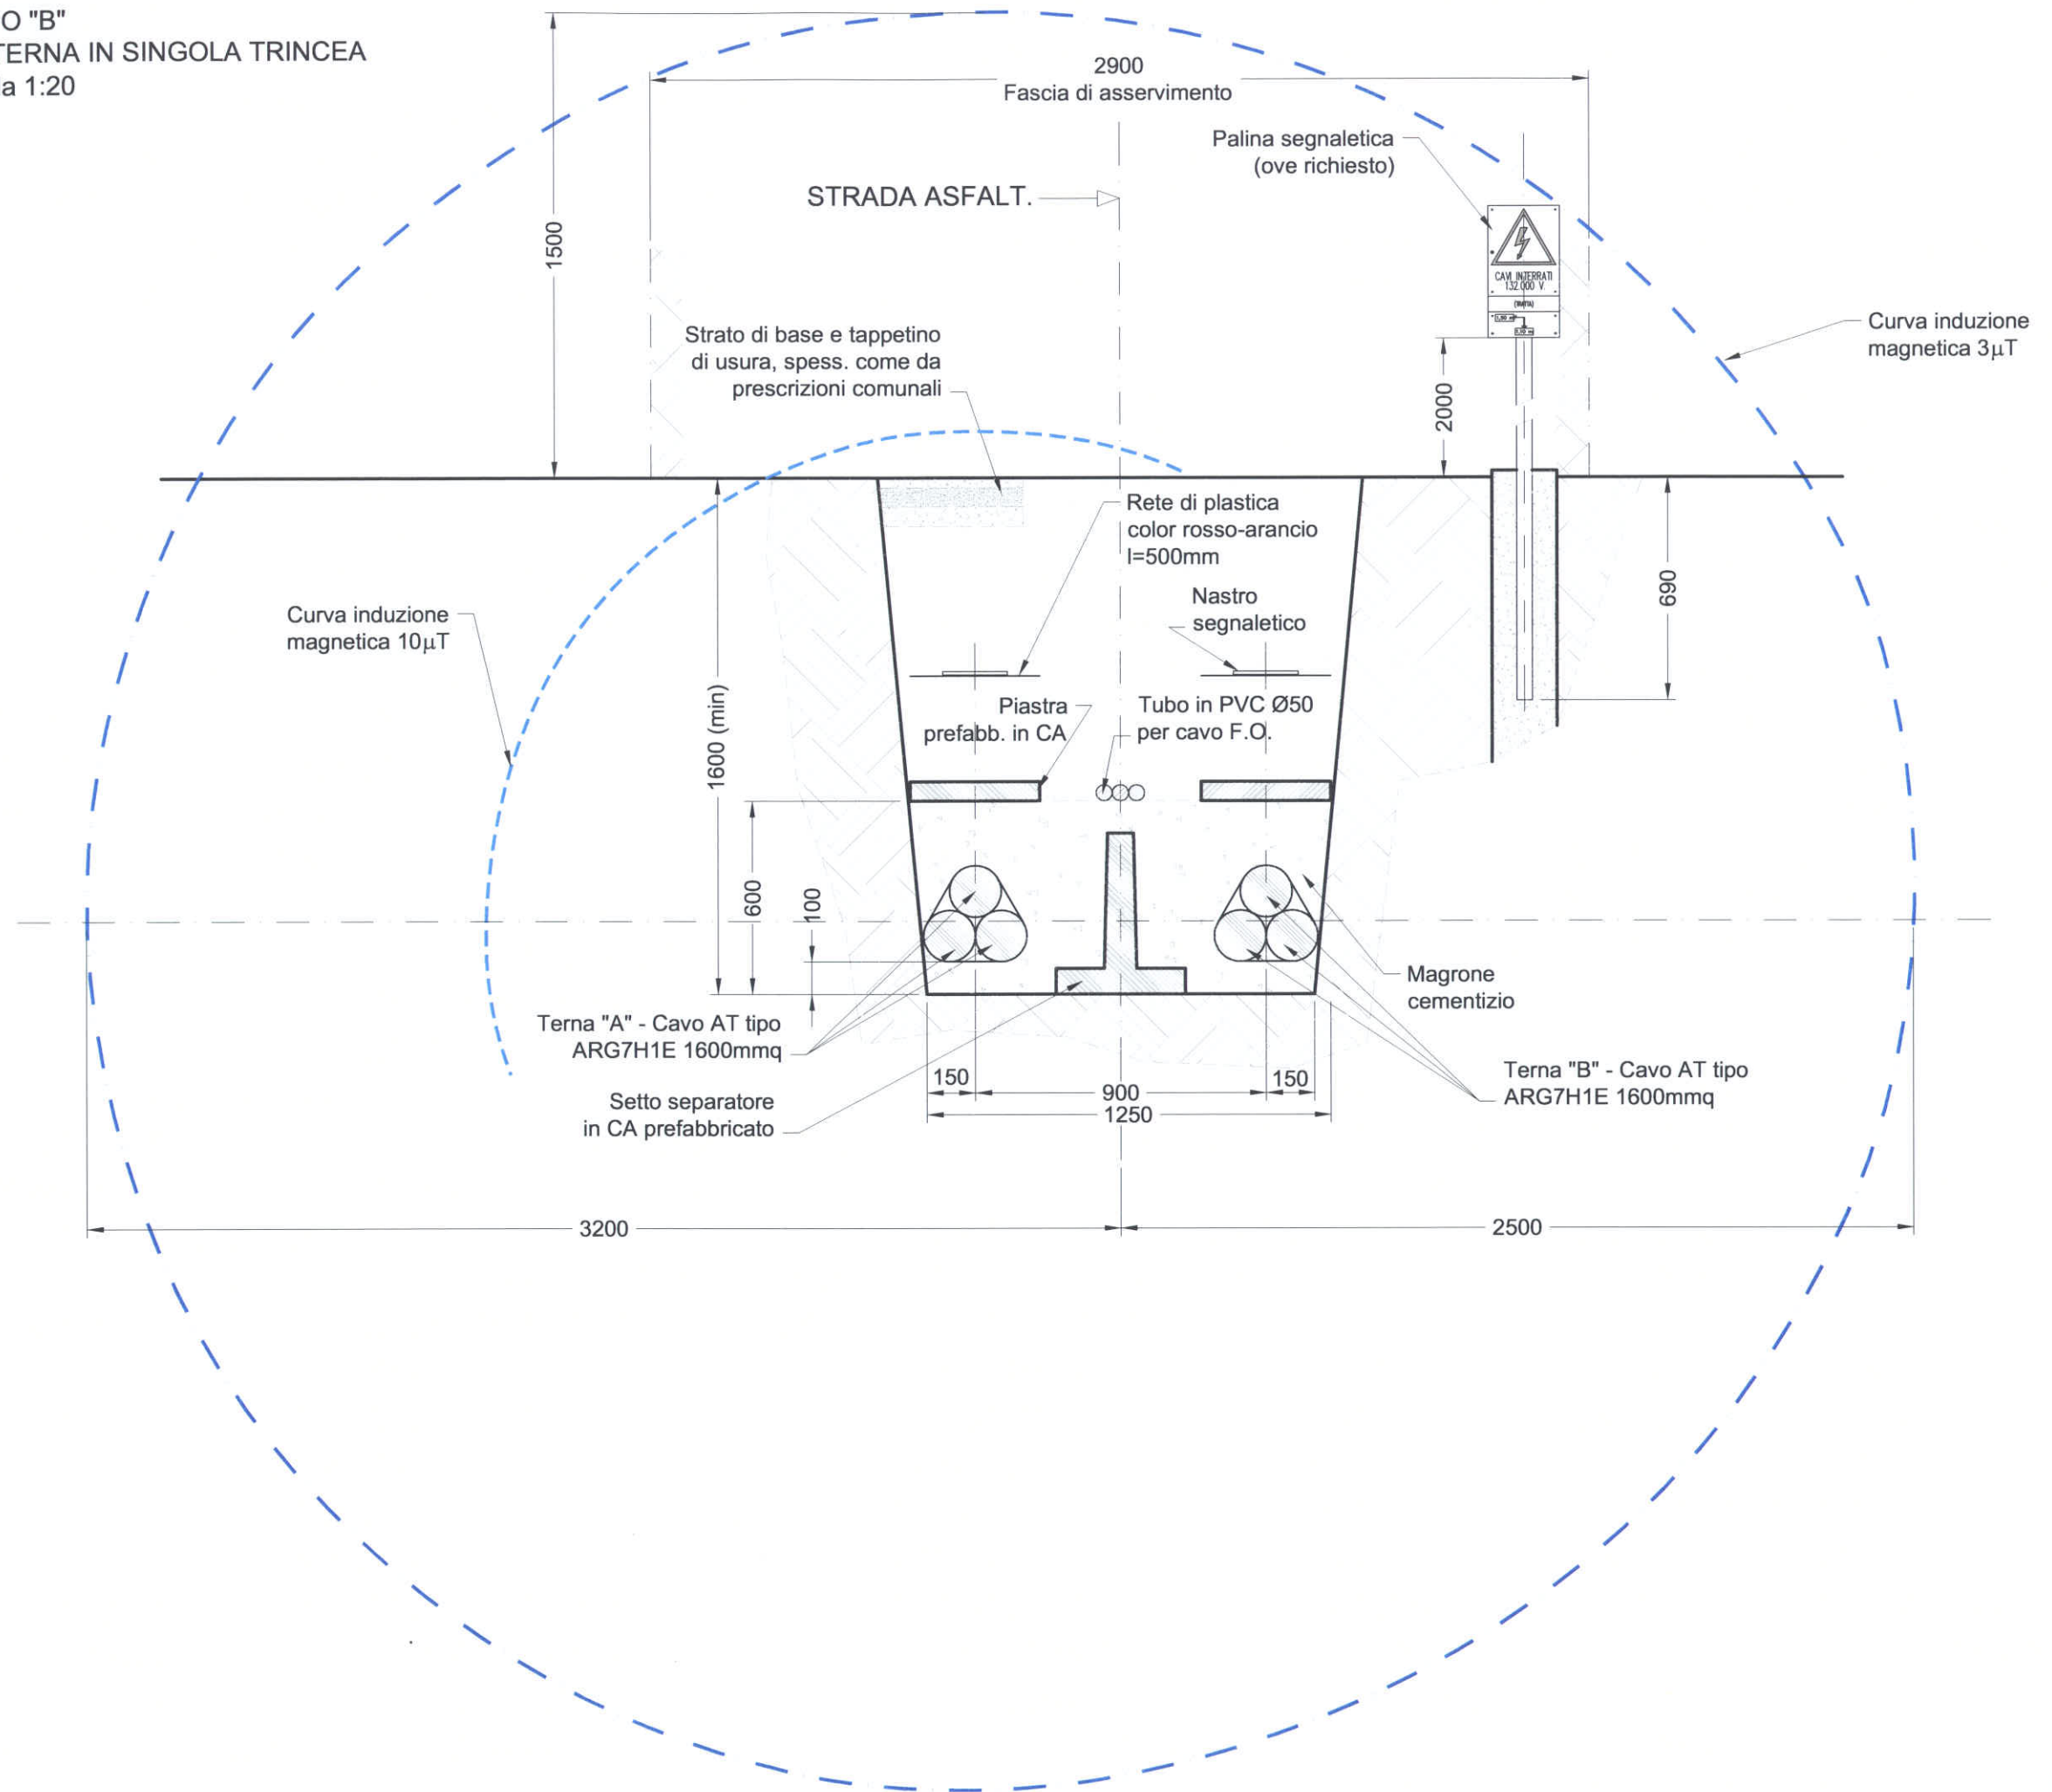 O "B"
TERNA IN SINGOLA TRINCEA
la 1:20
2900
Fascia di asservimento
Palina segnaletica
(ove richiesto)
STRADA ASFALT.
1500
CAVI INTERRATI
132.000 V.
(TRATTA)
Curva induzione
magnetica 3µT
Strato di base e tappetino
di usura, spess. come da
prescrizioni comunali
2000
Rete di plastica
color rosso-arancio
l=500mm
690
Nastro
segnaletico
Curva induzione
magnetica 10µT
1600 (min)
Piastra
prefabb. in CA
Tubo in PVC Ø50
per cavo F.O.
600
100
Magrone
cementizio
Terna "A" - Cavo AT tipo
ARG7H1E 1600mmq
Terna "B" - Cavo AT tipo
ARG7H1E 1600mmq
150
900
150
1250
Setto separatore
in CA prefabbricato
3200
2500